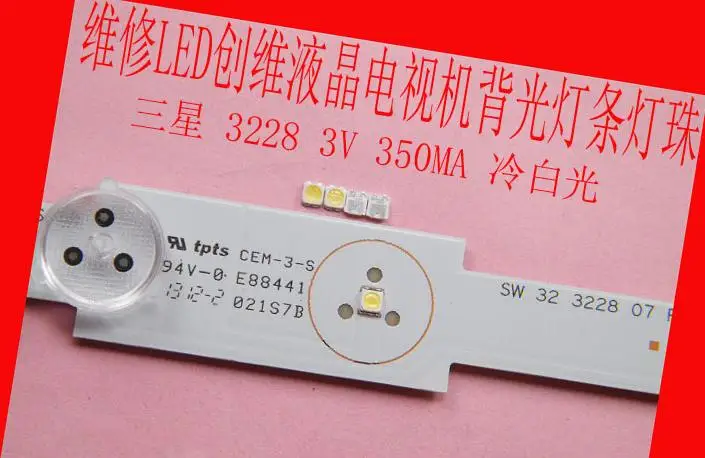 维修LED创维液晶电视机背光灯条灯珠
三星 3228 3V 350MA 冷白光
S
tpts CEM-3-S
94V-0 E88441
1312-2 021S7B
SW 32 3228 07